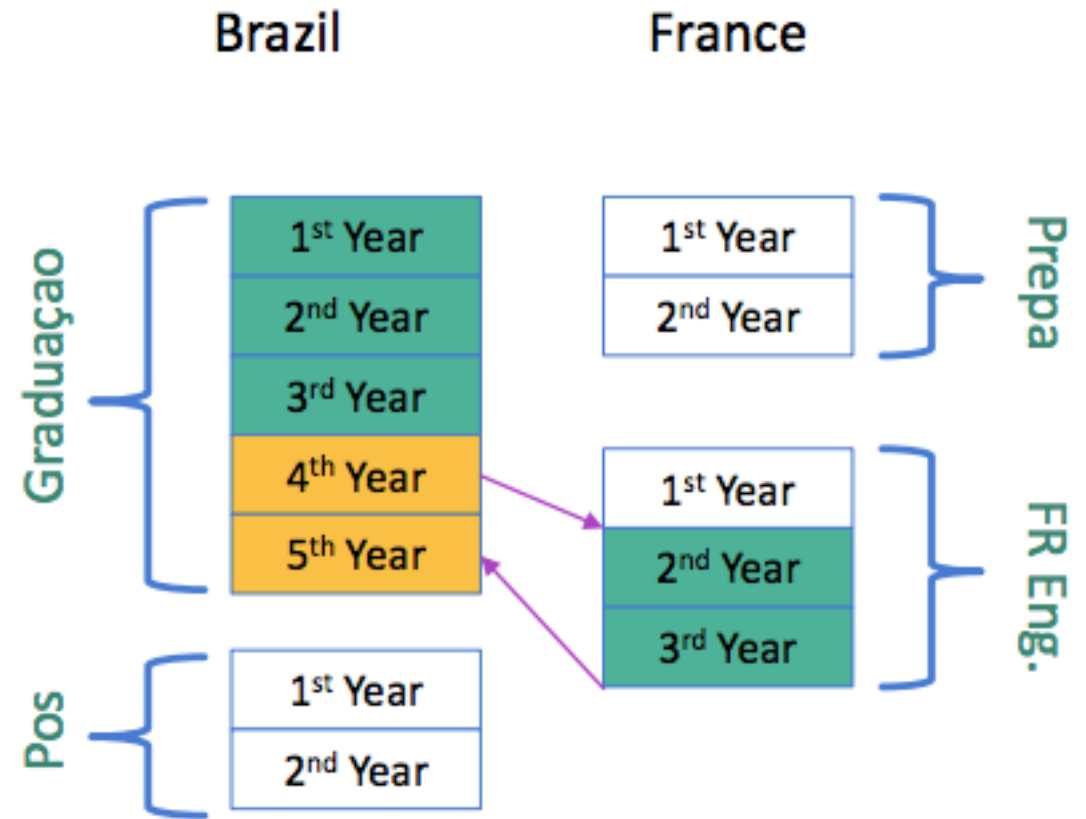 Brazil
France
Graduaçao
1st Year
2nd Year
3rd Year
4th Year
5th Year
Pos
1st Year
2nd Year
1st Year
2nd Year
Prepa
1st Year
2nd Year
3rd Year
FR Eng.